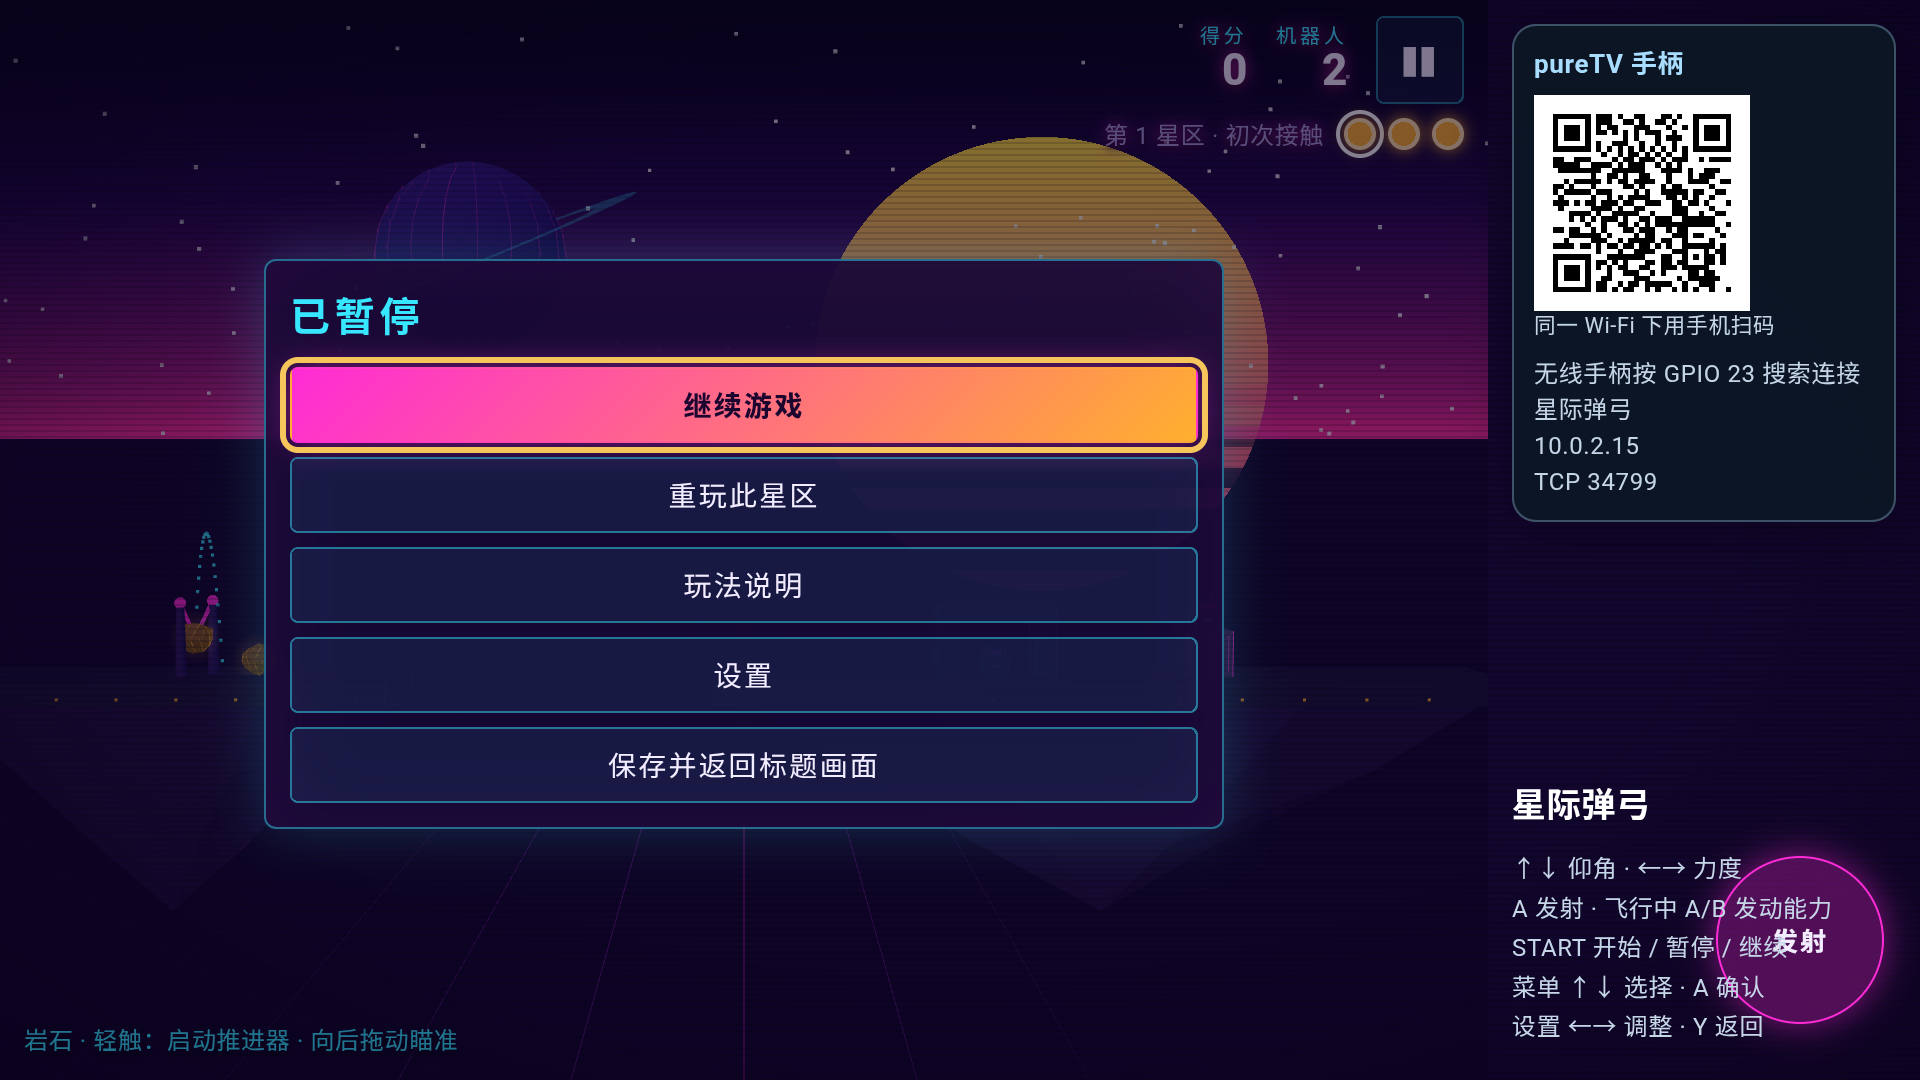 得分 机器人
0 2
第 1 星区 · 初次接触
已暂停
继续游戏
重玩此星区
玩法说明
设置
保存并返回标题画面
岩石 · 轻触：启动推进器 · 向后拖动瞄准
pureTV 手柄
同一 Wi-Fi 下用手机扫码
无线手柄按 GPIO 23 搜索连接
星际弹弓
10.0.2.15
TCP 34799
星际弹弓
↑↓ 仰角 · ←→ 力度
A 发射 · 飞行中 A/B 发动能力
START 开始 / 暂停 / 继续
发射
菜单 ↑↓ 选择 · A 确认
设置 ←→ 调整 · Y 返回